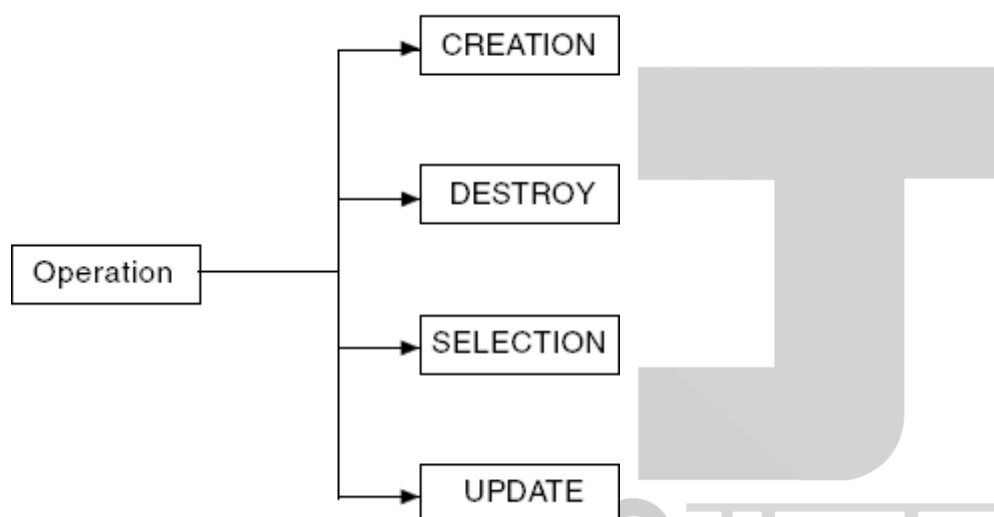 CREATION
DESTROY
Operation
SELECTION
UPDATE